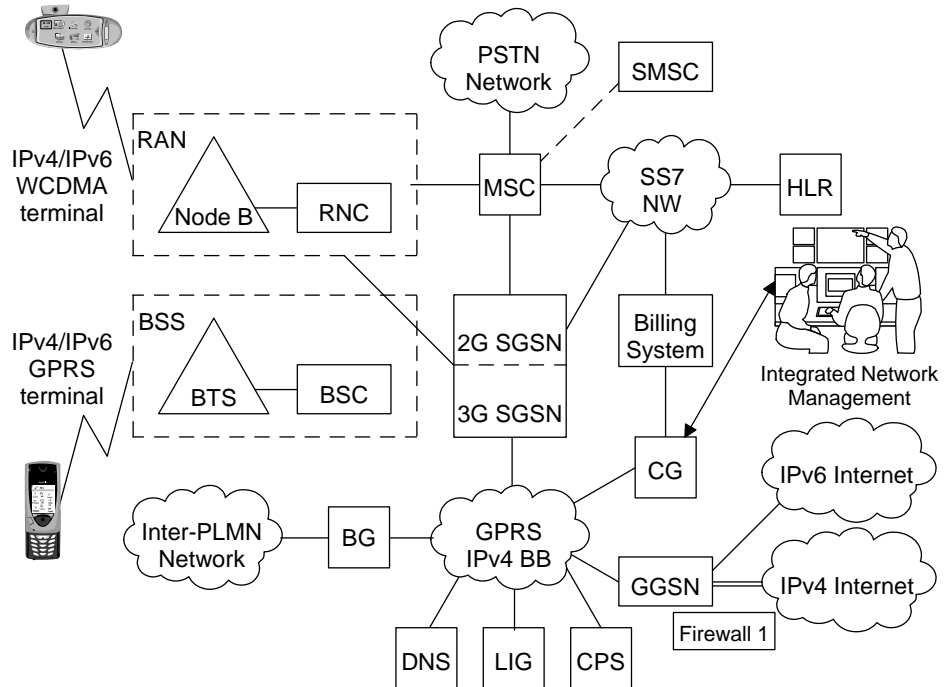 PSTN
Network
SMSC
RAN
IPv4/IPv6
WCDMA
terminal
Node B
RNC
MSC
SS7
NW
HLR
BSS
IPv4/IPv6
GPRS
terminal
BTS
BSC
2G SGSN
3G SGSN
Billing
System
Integrated Network
Management
CG
IPv6 Internet
Inter-PLMN
Network
BG
GPRS
IPv4 BB
GGSN
IPv4 Internet
Firewall 1
DNS
LIG
CPS